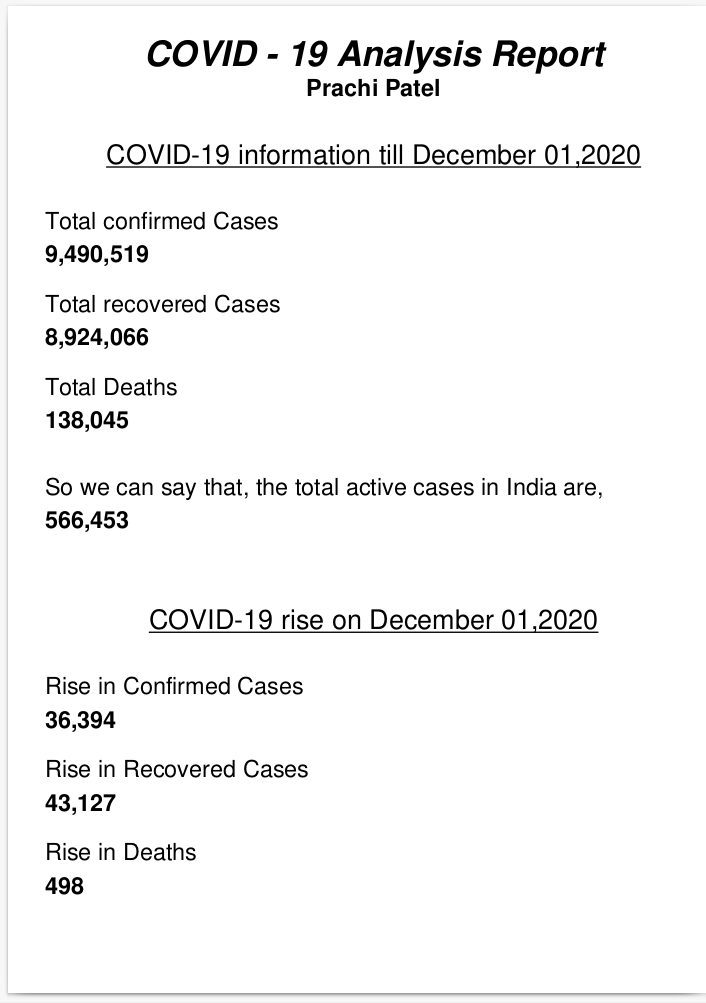 COVID - 19 Analysis Report
Prachi Patel
COVID-19 information till December 01,2020
Total confirmed Cases
9,490,519
Total recovered Cases
8,924,066
Total Deaths
138,045
So we can say that, the total active cases in India are,
566,453
COVID-19 rise on December 01,2020
Rise in Confirmed Cases
36,394
Rise in Recovered Cases
43,127
Rise in Deaths
498